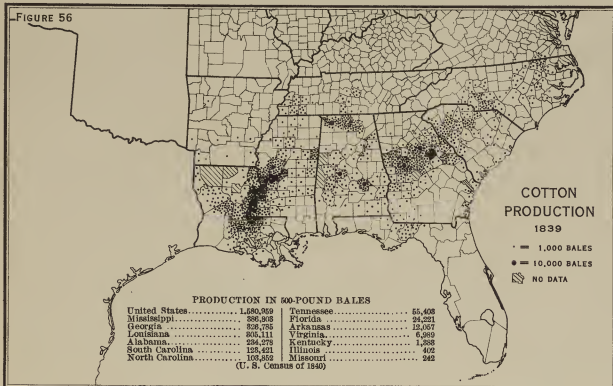 FIGURE 56
COTTON
PRODUCTION
1839
= 1,000 BALES
= 10,000 BALES
NO DATA
PRODUCTION IN 500-POUND BALES
United States 1,580,959
Mississippi 386,803
Georgia 326,785
Louisiana 305,111
Alabama 234,278
South Carolina 123,421
North Carolina 103,852
Tennessee 55,403
Florida 24,221
Arkansas 12,057
Virginia 6,989
Kentucky 1,388
Illinois 402
Missouri 242
(U. S. Census of 1840)